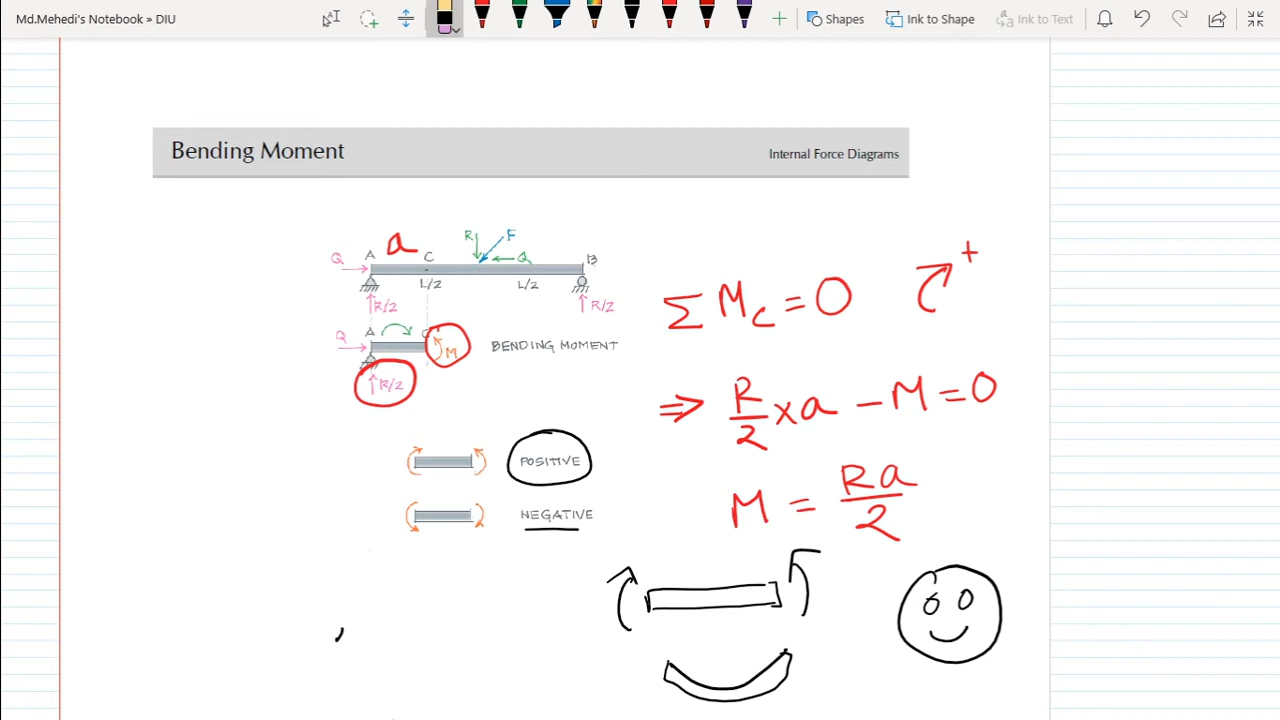 Md.Mehedi's Notebook » DIU
Shapes
Ink to Shape
Ink to Text
Bending Moment
Internal Force Diagrams
R F
Q A a C Q B
L/2 L/2
R/2 R/2
A C
Q M BENDING MOMENT
R/2
POSITIVE
NEGATIVE
+
Σ M_C = 0
⇒ R/2 × a − M = 0
M = Ra/2